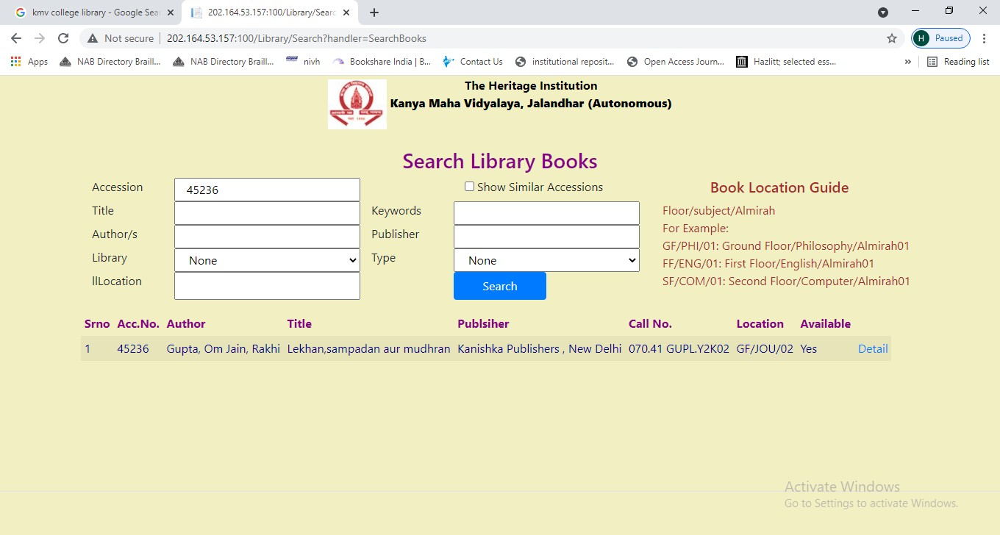 kmv college library - Google Sear
202.164.53.157:100/Library/Searc
Not secure
202.164.53.157:100/Library/Search?handler=SearchBooks
H
Paused
Apps
NAB Directory Braill...
NAB Directory Braill...
nivh
Bookshare India | B...
Contact Us
institutional reposit...
Open Access Journ...
Hazlitt; selected ess...
»
Reading list
The Heritage Institution
Kanya Maha Vidyalaya, Jalandhar (Autonomous)
Search Library Books
Accession 45236 Show Similar Accessions
Title Keywords
Author/s Publisher
Library None Type None
llLocation Search
Book Location Guide
Floor/subject/Almirah
For Example:
GF/PHI/01: Ground Floor/Philosophy/Almirah01
FF/ENG/01: First Floor/English/Almirah01
SF/COM/01: Second Floor/Computer/Almirah01
Srno Acc.No. Author Title Publsiher Call No. Location Available
1 45236 Gupta, Om Jain, Rakhi Lekhan,sampadan aur mudhran Kanishka Publishers , New Delhi 070.41 GUPL.Y2K02 GF/JOU/02 Yes Detail
Activate Windows
Go to Settings to activate Windows.